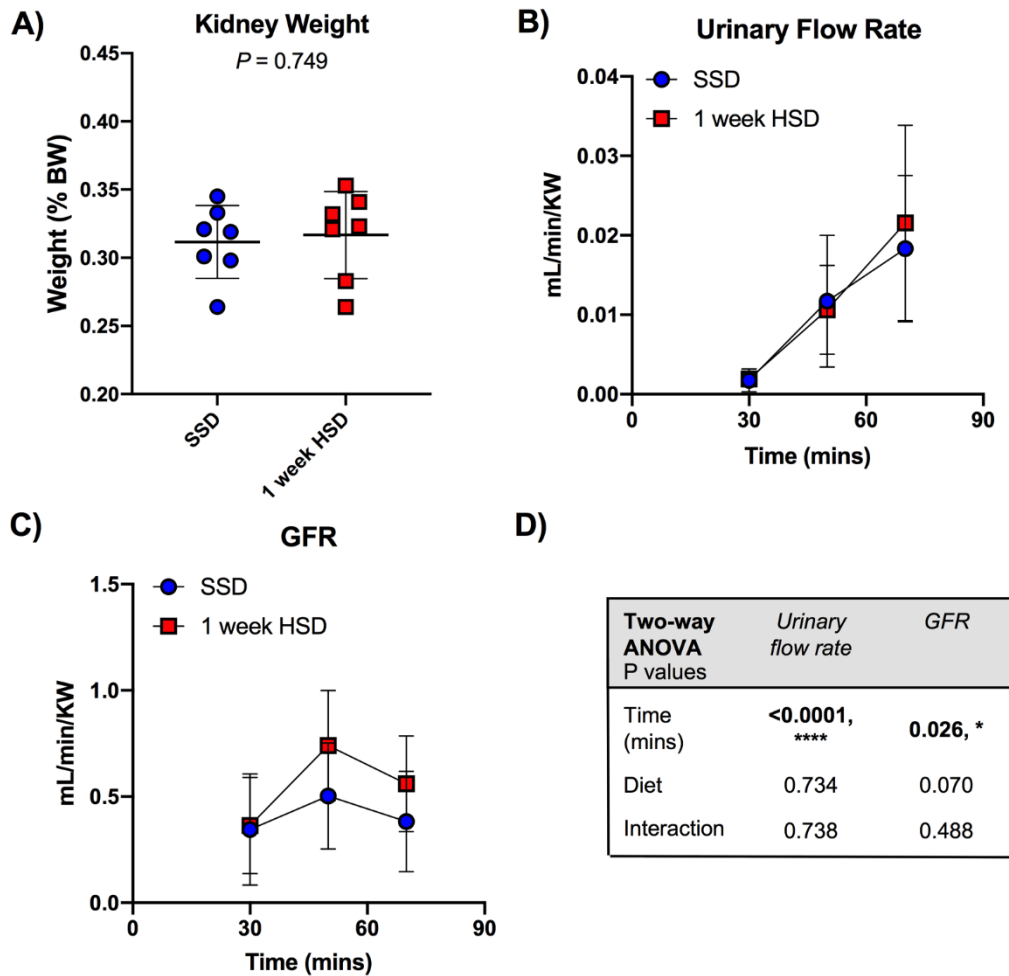 A)
Kidney Weight
P = 0.749
Weight (% BW)
0.45
0.40
0.35
0.30
0.25
0.20
SSD
1 week HSD
B)
Urinary Flow Rate
SSD
1 week HSD
mL/min/KW
0.04
0.03
0.02
0.01
0.00
0 30 60 90
Time (mins)
C)
GFR
SSD
1 week HSD
mL/min/KW
1.5
1.0
0.5
0.0
0 30 60 90
Time (mins)
D)
Two-way Urinary GFR
ANOVA flow rate
P values
Time <0.0001, 0.026, *
(mins) ****
Diet 0.734 0.070
Interaction 0.738 0.488